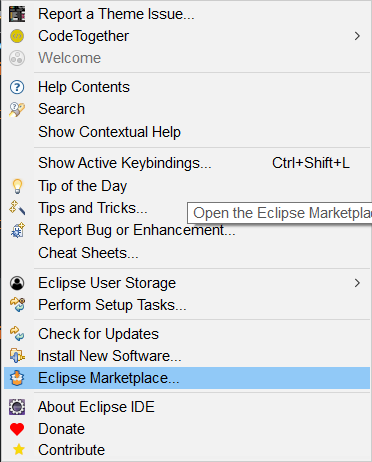 Report a Theme Issue...
CodeTogether
Welcome
Help Contents
Search
Show Contextual Help
Show Active Keybindings... Ctrl+Shift+L
Tip of the Day
Tips and Tricks...
Open the Eclipse Marketpla
Report Bug or Enhancement...
Cheat Sheets...
Eclipse User Storage
Perform Setup Tasks...
Check for Updates
Install New Software...
Eclipse Marketplace...
About Eclipse IDE
Donate
Contribute